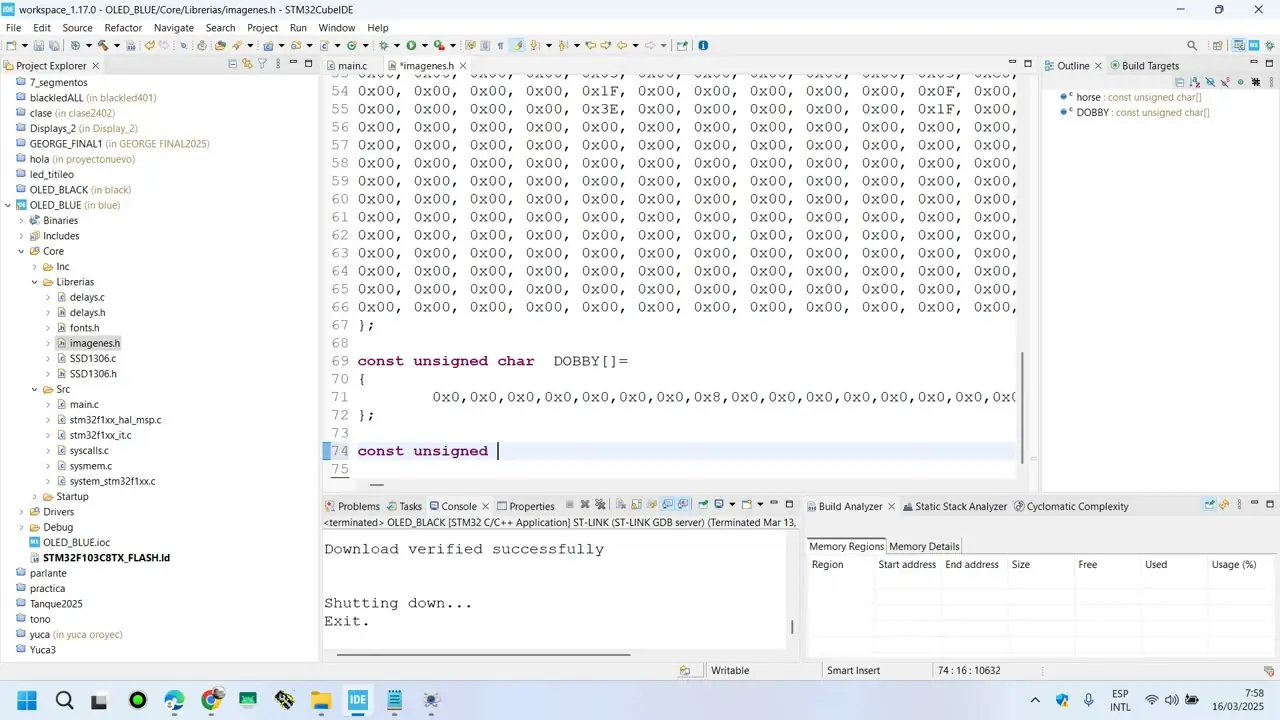 workspace_1.17.0 - OLED_BLUE/Core/Librerias/imagenes.h - STM32CubeIDE
File Edit Source Refactor Navigate Search Project Run Window Help
Project Explorer
7_segmentos
blackledALL (in blackled401)
clase (in clase2402)
Displays_2 (in Display_2)
GEORGE_FINAL1 (in GEORGE FINAL2025)
hola (in proyectonuevo)
led_titileo
OLED_BLACK (in black)
OLED_BLUE (in blue)
Binaries
Includes
Core
Inc
Librerias
delays.c
delays.h
fonts.h
imagenes.h
SSD1306.c
SSD1306.h
Src
main.c
stm32f1xx_hal_msp.c
stm32f1xx_it.c
syscalls.c
sysmem.c
system_stm32f1xx.c
Startup
Drivers
Debug
OLED_BLUE.ioc
STM32F103C8TX_FLASH.ld
parlante
practica
Tanque2025
tono
yuca (in yuca oroyec)
Yuca3
main.c *imagenes.h
54 0x00, 0x00, 0x00, 0x00, 0x1F, 0x00, 0x00, 0x00, 0x00, 0x00, 0x0F, 0x00,
55 0x00, 0x00, 0x00, 0x00, 0x3E, 0x00, 0x00, 0x00, 0x00, 0x00, 0x1F, 0x00,
56 0x00, 0x00, 0x00, 0x00, 0x00, 0x00, 0x00, 0x00, 0x00, 0x00, 0x00, 0x00,
57 0x00, 0x00, 0x00, 0x00, 0x00, 0x00, 0x00, 0x00, 0x00, 0x00, 0x00, 0x00,
58 0x00, 0x00, 0x00, 0x00, 0x00, 0x00, 0x00, 0x00, 0x00, 0x00, 0x00, 0x00,
59 0x00, 0x00, 0x00, 0x00, 0x00, 0x00, 0x00, 0x00, 0x00, 0x00, 0x00, 0x00,
60 0x00, 0x00, 0x00, 0x00, 0x00, 0x00, 0x00, 0x00, 0x00, 0x00, 0x00, 0x00,
61 0x00, 0x00, 0x00, 0x00, 0x00, 0x00, 0x00, 0x00, 0x00, 0x00, 0x00, 0x00,
62 0x00, 0x00, 0x00, 0x00, 0x00, 0x00, 0x00, 0x00, 0x00, 0x00, 0x00, 0x00,
63 0x00, 0x00, 0x00, 0x00, 0x00, 0x00, 0x00, 0x00, 0x00, 0x00, 0x00, 0x00,
64 0x00, 0x00, 0x00, 0x00, 0x00, 0x00, 0x00, 0x00, 0x00, 0x00, 0x00, 0x00,
65 0x00, 0x00, 0x00, 0x00, 0x00, 0x00, 0x00, 0x00, 0x00, 0x00, 0x00, 0x00,
66 0x00, 0x00, 0x00, 0x00, 0x00, 0x00, 0x00, 0x00, 0x00, 0x00, 0x00, 0x00,
67 };
68
69 const unsigned char  DOBBY[]=
70 {
71 0x0,0x0,0x0,0x0,0x0,0x0,0x0,0x8,0x0,0x0,0x0,0x0,0x0,0x0,0x0,0x0
72 };
73
74 const unsigned
75
Outline Build Targets
horse : const unsigned char[]
DOBBY : const unsigned char[]
Problems Tasks Console Properties
<terminated> OLED_BLACK [STM32 C/C++ Application] ST-LINK (ST-LINK GDB server) (Terminated Mar 13,
Download verified successfully
Shutting down...
Exit.
Build Analyzer Static Stack Analyzer Cyclomatic Complexity
Memory Regions Memory Details
Region Start address End address Size Free Used Usage (%)
Writable Smart Insert 74 : 16 : 10632
IDE
ESP
INTL
7:58
16/03/2025